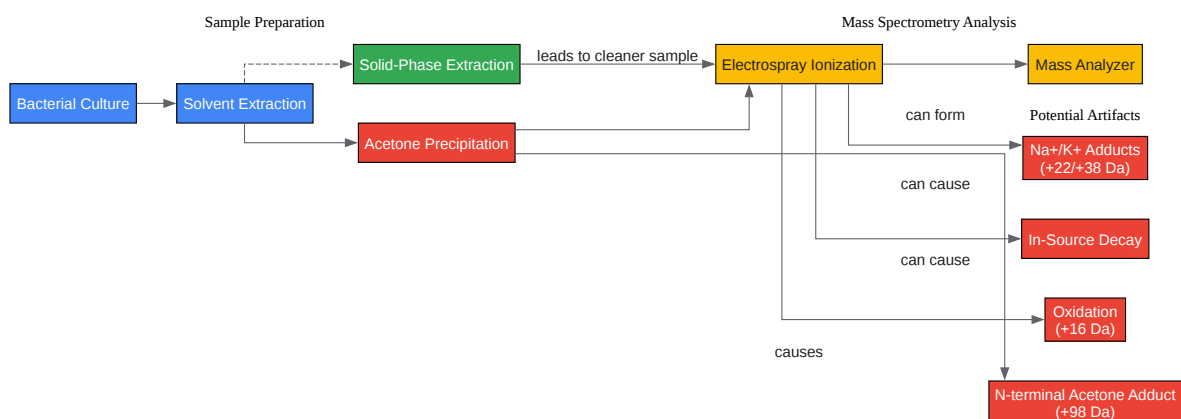 Sample Preparation
Mass Spectrometry Analysis
Solid-Phase Extraction
leads to cleaner sample
Electrospray Ionization
Mass Analyzer
Bacterial Culture
Solvent Extraction
can form
Potential Artifacts
Acetone Precipitation
Na+/K+ Adducts
(+22/+38 Da)
can cause
In-Source Decay
can cause
Oxidation
(+16 Da)
causes
N-terminal Acetone Adduct
(+98 Da)